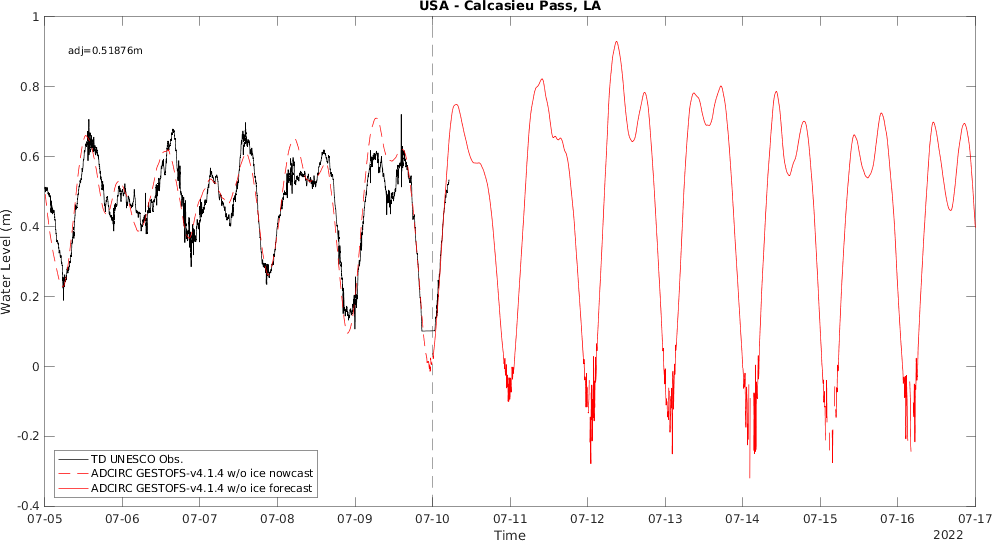 USA - Calcasieu Pass, LA
1
adj=0.51876m
0.8
0.6
0.4
0.2
0
-0.2
-0.4
Water Level (m)
TD UNESCO Obs.
ADCIRC GESTOFS-v4.1.4 w/o ice nowcast
ADCIRC GESTOFS-v4.1.4 w/o ice forecast
07-05 07-06 07-07 07-08 07-09 07-10 07-11 07-12 07-13 07-14 07-15 07-16 07-17
Time
2022